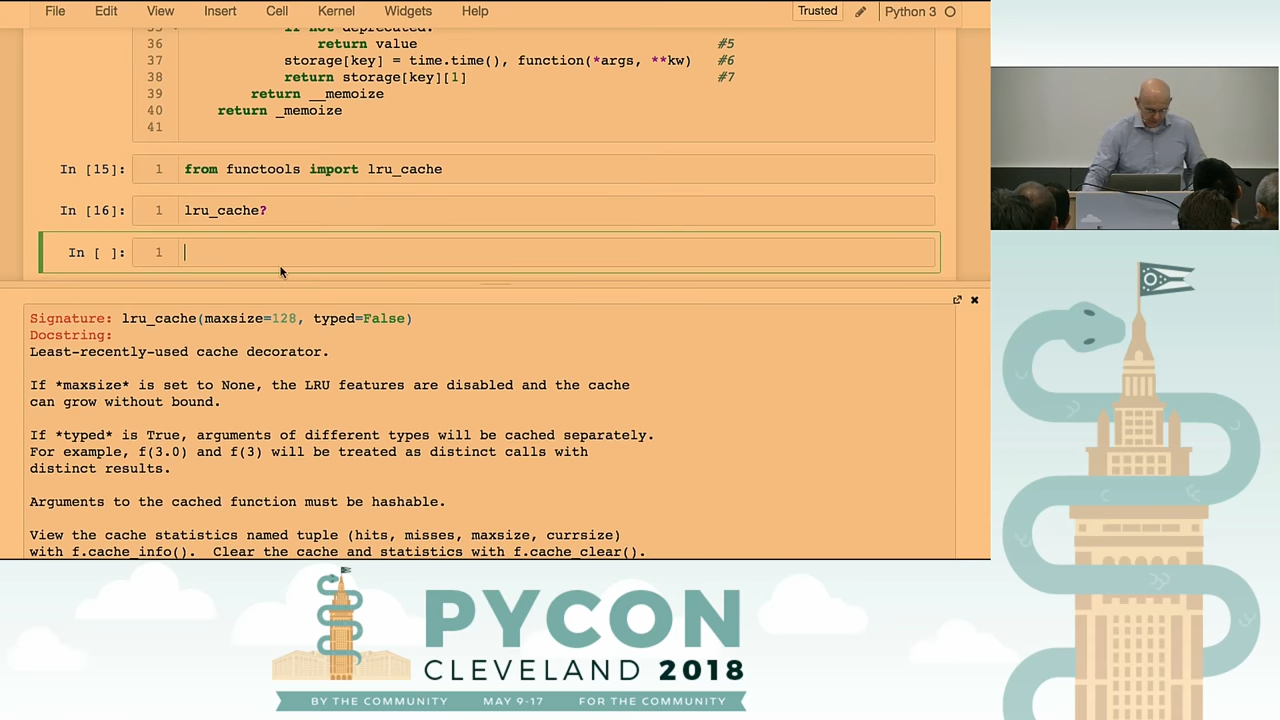 File Edit View Insert Cell Kernel Widgets Help Trusted Python 3
35 if not deprecated:
36 return value #5
37 storage[key] = time.time(), function(*args, **kw) #6
38 return storage[key][1] #7
39 return __memoize
40 return _memoize
41
In [15]: 1 from functools import lru_cache
In [16]: 1 lru_cache?
In [ ]: 1
Signature: lru_cache(maxsize=128, typed=False)
Docstring:
Least-recently-used cache decorator.
If *maxsize* is set to None, the LRU features are disabled and the cache
can grow without bound.
If *typed* is True, arguments of different types will be cached separately.
For example, f(3.0) and f(3) will be treated as distinct calls with
distinct results.
Arguments to the cached function must be hashable.
View the cache statistics named tuple (hits, misses, maxsize, currsize)
with f.cache_info(). Clear the cache and statistics with f.cache_clear().
PYCON
CLEVELAND 2018
BY THE COMMUNITY MAY 9-17 FOR THE COMMUNITY